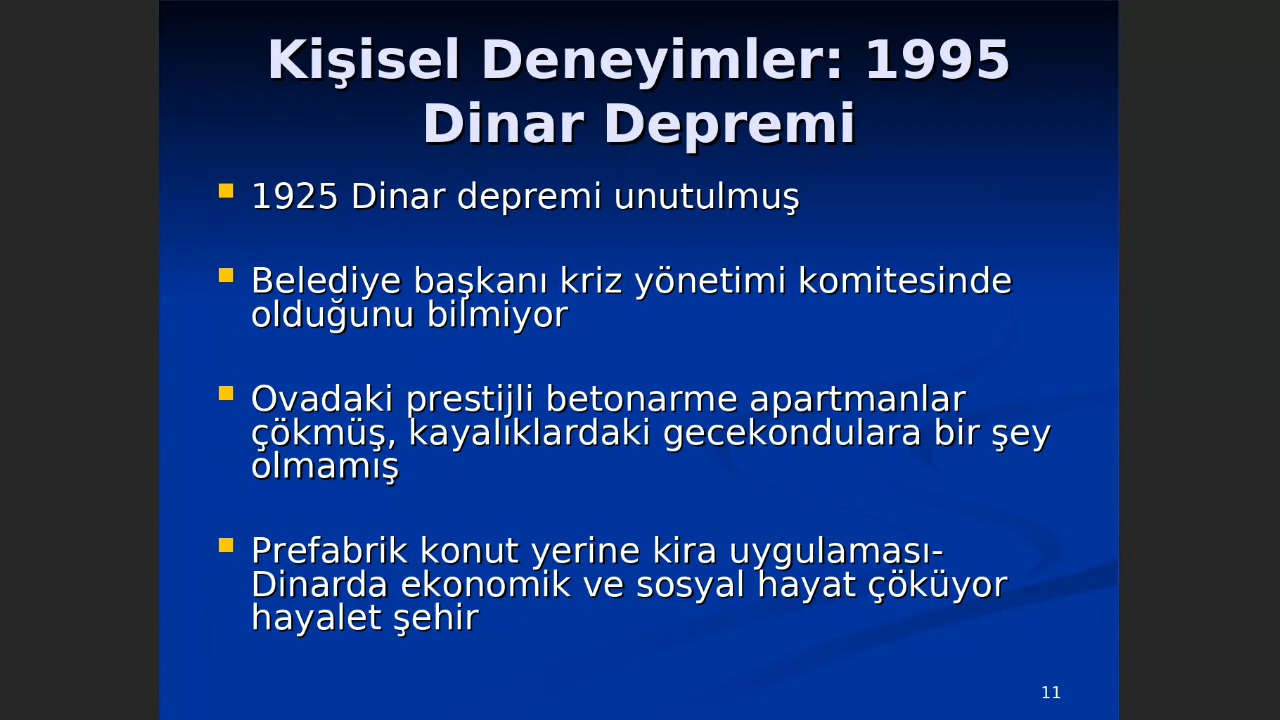 Kişisel Deneyimler: 1995
Dinar Depremi
1925 Dinar depremi unutulmuş
Belediye başkanı kriz yönetimi komitesinde
olduğunu bilmiyor
Ovadaki prestijli betonarme apartmanlar
çökmüş, kayalıklardaki gecekondulara bir şey
olmamış
Prefabrik konut yerine kira uygulaması-
Dinarda ekonomik ve sosyal hayat çöküyor
hayalet şehir
11